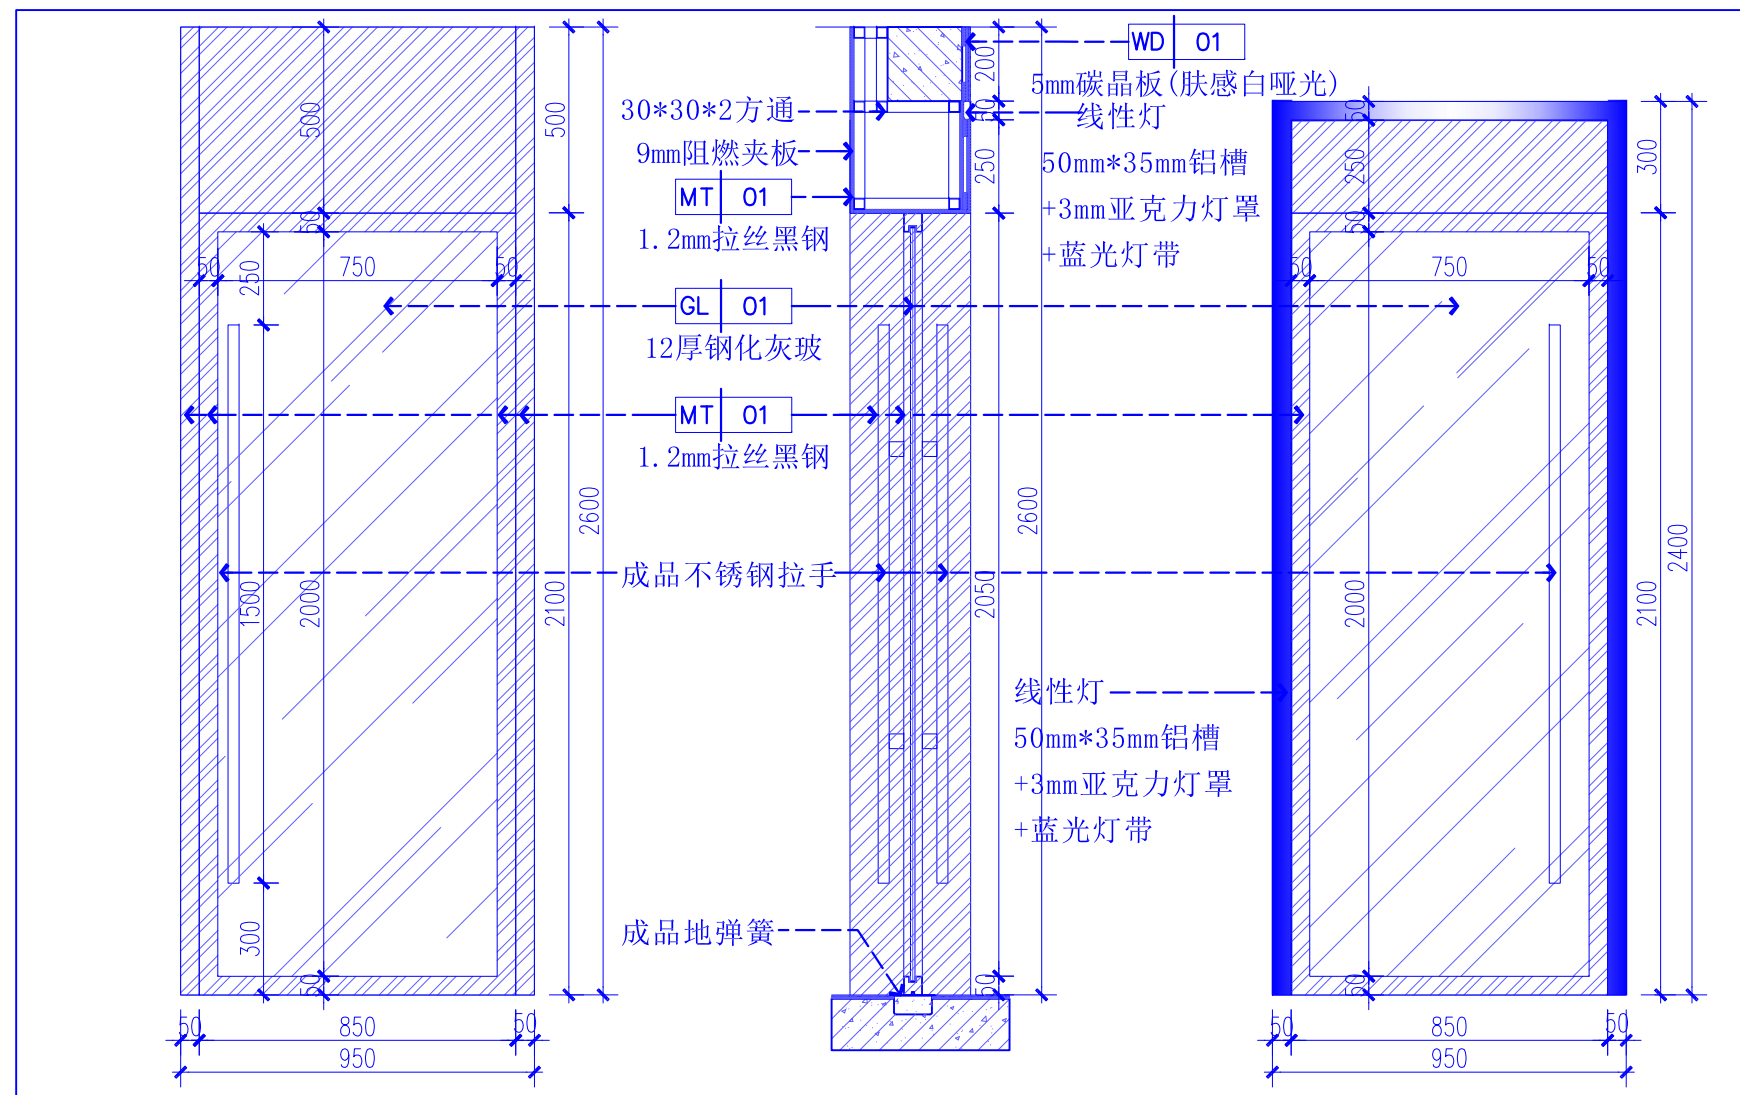 WD 01
5mm碳晶板(肤感白哑光)
线性灯
50mm*35mm铝槽
+3mm亚克力灯罩
+蓝光灯带
30*30*2方通
9mm阻燃夹板
MT 01
1.2mm拉丝黑钢
GL 01
12厚钢化灰玻
MT 01
1.2mm拉丝黑钢
成品不锈钢拉手
线性灯
50mm*35mm铝槽
+3mm亚克力灯罩
+蓝光灯带
成品地弹簧
500
50
250
50
750
50
1500
2000
300
50
500
2100
2600
50
850
50
950
200
50
250
2050
50
2600
50
250
50
50
750
50
2000
50
300
2100
2400
50
850
50
950